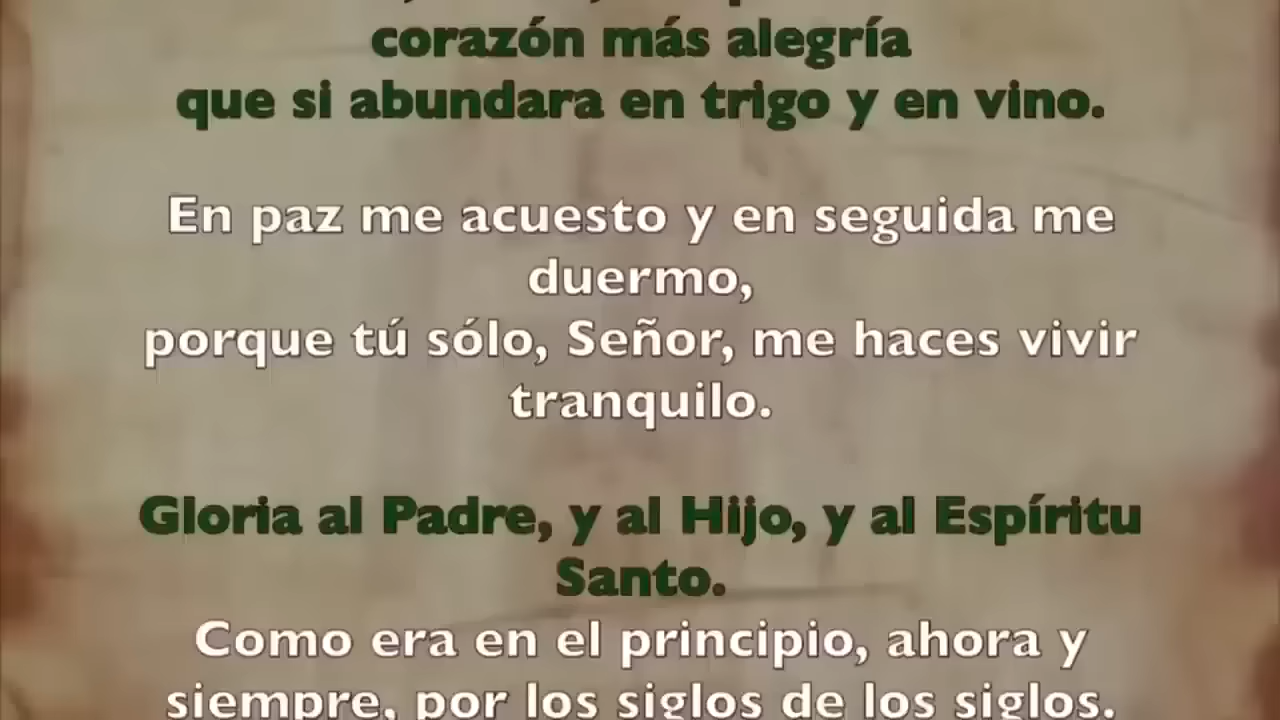 corazón más alegría
que si abundara en trigo y en vino.
En paz me acuesto y en seguida me
duermo,
porque tú sólo, Señor, me haces vivir
tranquilo.
Gloria al Padre, y al Hijo, y al Espíritu
Santo.
Como era en el principio, ahora y
siempre, por los siglos de los siglos.